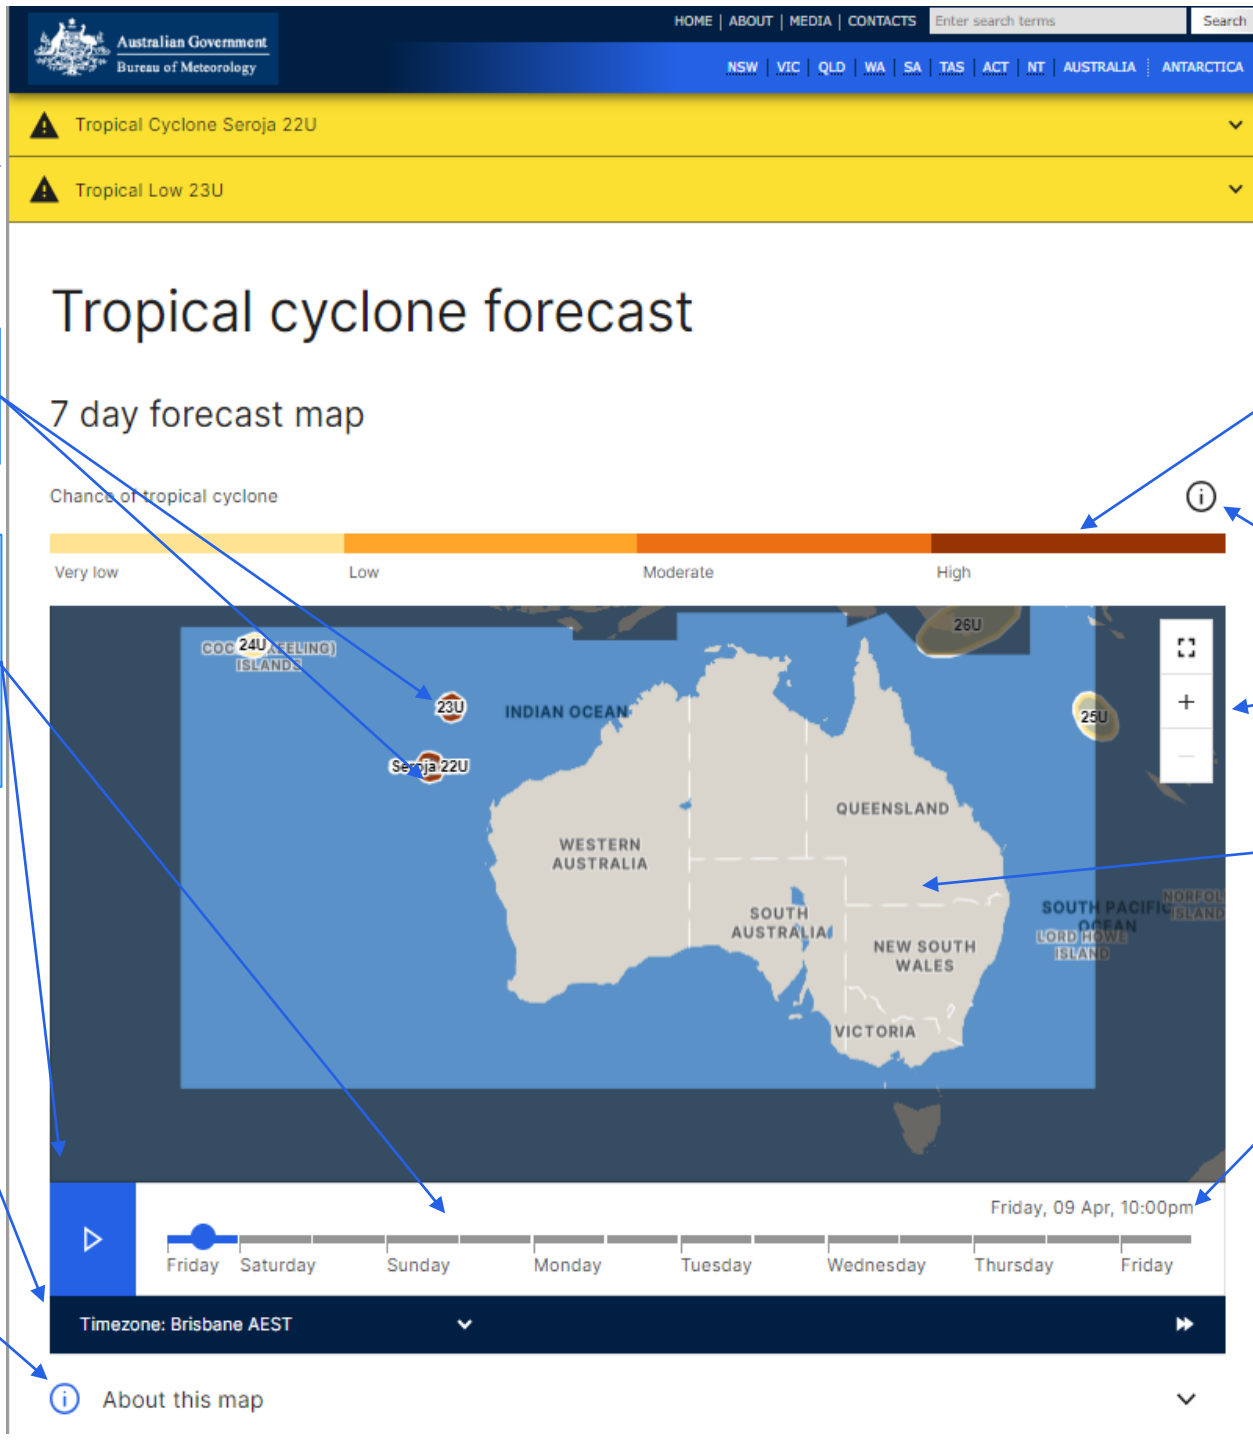 HOME | ABOUT | MEDIA | CONTACTS
Enter search terms
Search
Australian Government
Bureau of Meteorology
NSW | VIC | QLD | WA | SA | TAS | ACT | NT | AUSTRALIA | ANTARCTICA
Tropical Cyclone Seroja 22U
Tropical Low 23U
Tropical cyclone forecast
7 day forecast map
Chance of tropical cyclone
Very low
Low
Moderate
High
26U
24U
ISLANDS
23U
INDIAN OCEAN
25U
Seroja 22U
QUEENSLAND
WESTERN
AUSTRALIA
SOUTH
AUSTRALIA
SOUTH PACIFIC
OCEAN
LORD HOWE
ISLAND
ISLAND
NEW SOUTH
WALES
VICTORIA
Friday, 09 Apr, 10:00pm
Friday Saturday Sunday Monday Tuesday Wednesday Thursday Friday
Timezone: Brisbane AEST
About this map